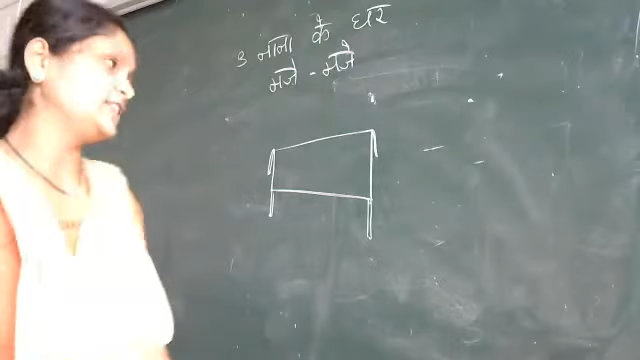 3 नाना के घर
मजे - मजे